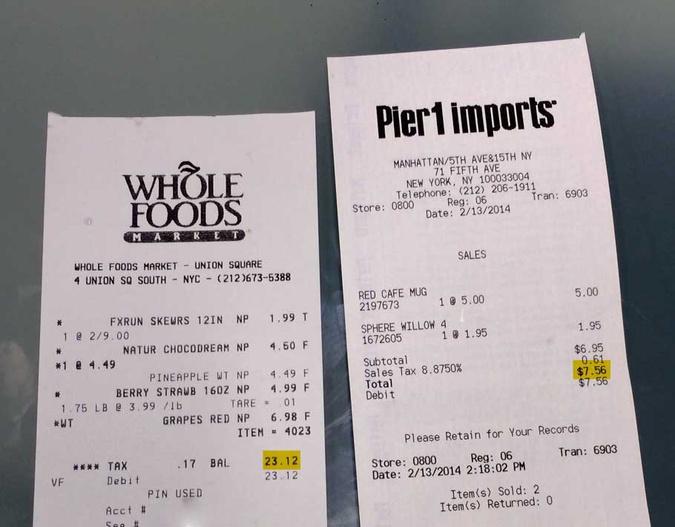 WHOLE
FOODS
MARKET
WHOLE FOODS MARKET - UNION SQUARE
4 UNION SQ SOUTH - NYC - (212)673-5388
* FXRUN SKEWRS 12IN NP 1.99 T
1 @ 2/9.00
* NATUR CHOCODREAM NP 4.50 F
*1 @ 4.49
PINEAPPLE WT NP 4.49 F
* BERRY STRAWB 16OZ NP 4.99 F
1.75 LB @ 3.99 /lb TARE = .01
*WT GRAPES RED NP 6.98 F
ITEM = 4023
**** TAX .17 BAL 23.12
VF Debit 23.12
PIN USED
Acct #
Seq #
Pier1 imports
MANHATTAN/5TH AVE&15TH NY
71 FIFTH AVE
NEW YORK, NY 100033004
Telephone: (212) 206-1911
Store: 0800 Reg: 06 Tran: 6903
Date: 2/13/2014
SALES
RED CAFE MUG 5.00
2197673 1 @ 5.00
SPHERE WILLOW 4 1.95
1672605 1 @ 1.95
Subtotal $6.95
Sales Tax 8.8750% 0.61
Total $7.56
Debit $7.56
Please Retain for Your Records
Store: 0800 Reg: 06 Tran: 6903
Date: 2/13/2014 2:18:02 PM
Item(s) Sold: 2
Item(s) Returned: 0